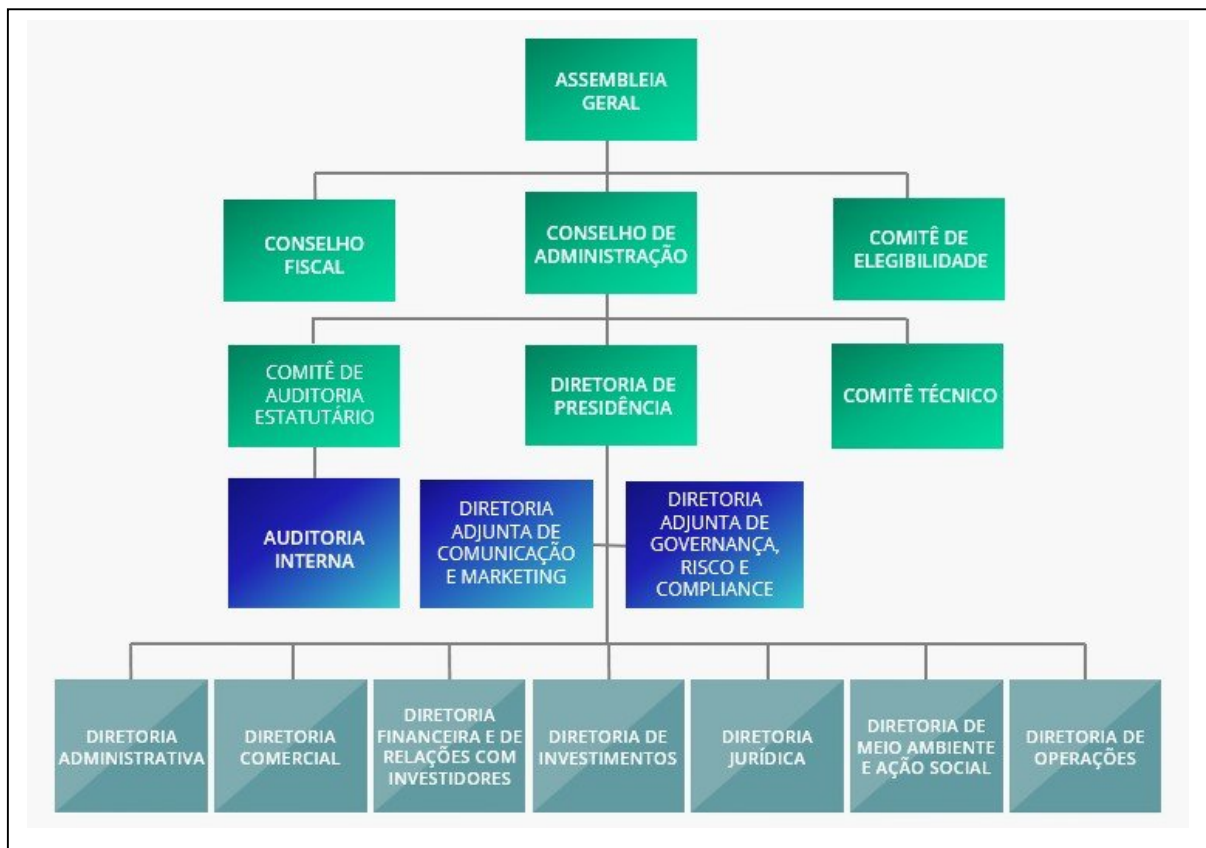 ASSEMBLEIA
GERAL
CONSELHO
FISCAL
CONSELHO DE
ADMINISTRAÇÃO
COMITÊ DE
ELEGIBILIDADE
COMITÊ DE
AUDITORIA
ESTATUTÁRIO
DIRETORIA DE
PRESIDÊNCIA
COMITÊ TÉCNICO
AUDITORIA
INTERNA
DIRETORIA
ADJUNTA DE
COMUNICAÇÃO
E MARKETING
DIRETORIA
ADJUNTA DE
GOVERNANÇA,
RISCO E
COMPLIANCE
DIRETORIA
ADMINISTRATIVA
DIRETORIA
COMERCIAL
DIRETORIA
FINANCEIRA E DE
RELAÇÕES COM
INVESTIDORES
DIRETORIA DE
INVESTIMENTOS
DIRETORIA
JURÍDICA
DIRETORIA DE
MEIO AMBIENTE
E AÇÃO SOCIAL
DIRETORIA DE
OPERAÇÕES